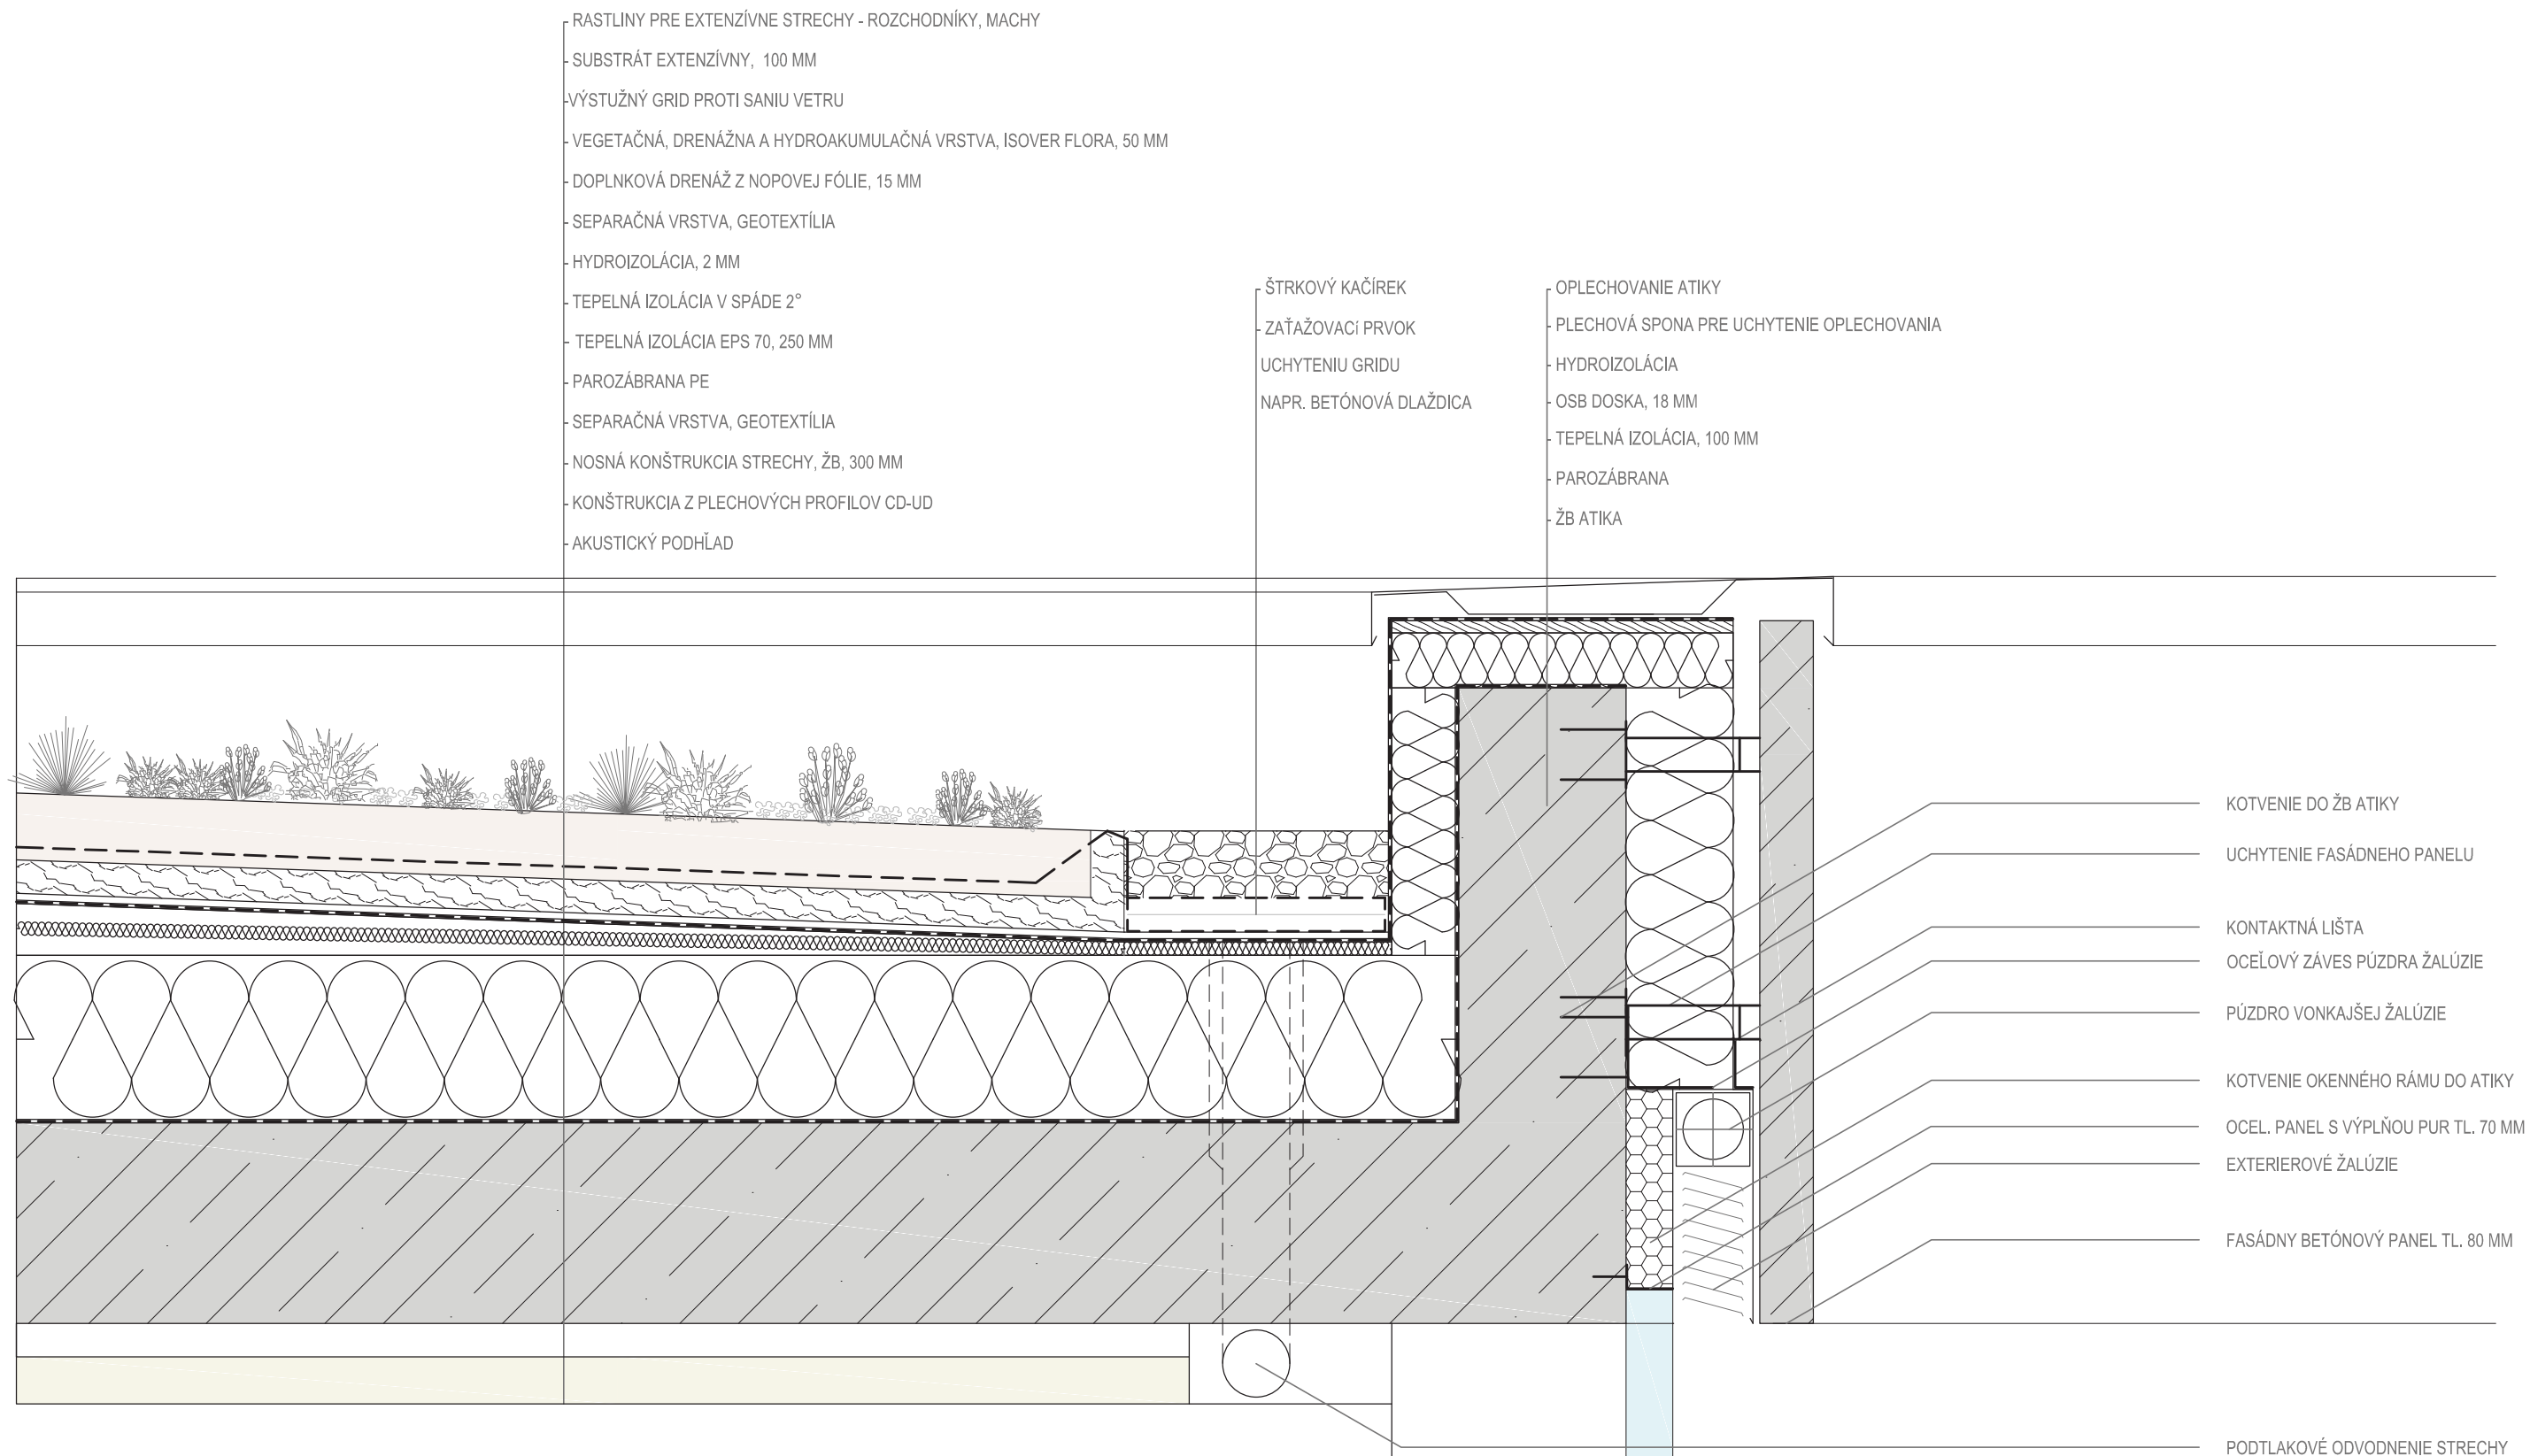 RASTLINY PRE EXTENZÍVNE STRECHY - ROZCHODNÍKY, MACHY
SUBSTRÁT EXTENZÍVNY, 100 MM
VÝSTUŽNÝ GRID PROTI SANIU VETRU
VEGETAČNÁ, DRENÁŽNA A HYDROAKUMULAČNÁ VRSTVA, ISOVER FLORA, 50 MM
DOPLNKOVÁ DRENÁŽ Z NOPOVEJ FÓLIE, 15 MM
SEPARAČNÁ VRSTVA, GEOTEXTÍLIA
HYDROIZOLÁCIA, 2 MM
TEPELNÁ IZOLÁCIA V SPÁDE 2°
TEPELNÁ IZOLÁCIA EPS 70, 250 MM
PAROZÁBRANA PE
SEPARAČNÁ VRSTVA, GEOTEXTÍLIA
NOSNÁ KONŠTRUKCIA STRECHY, ŽB, 300 MM
KONŠTRUKCIA Z PLECHOVÝCH PROFILOV CD-UD
AKUSTICKÝ PODHĽAD
ŠTRKOVÝ KAČÍREK
ZAŤAŽOVACí PRVOK
UCHYTENIU GRIDU
NAPR. BETÓNOVÁ DLAŽDICA
OPLECHOVANIE ATIKY
PLECHOVÁ SPONA PRE UCHYTENIE OPLECHOVANIA
HYDROIZOLÁCIA
OSB DOSKA, 18 MM
TEPELNÁ IZOLÁCIA, 100 MM
PAROZÁBRANA
ŽB ATIKA
KOTVENIE DO ŽB ATIKY
UCHYTENIE FASÁDNEHO PANELU
KONTAKTNÁ LIŠTA
OCEĽOVÝ ZÁVES PÚZDRA ŽALÚZIE
PÚZDRO VONKAJŠEJ ŽALÚZIE
KOTVENIE OKENNÉHO RÁMU DO ATIKY
OCEL. PANEL S VÝPLŇOU PUR TL. 70 MM
EXTERIEROVÉ ŽALÚZIE
FASÁDNY BETÓNOVÝ PANEL TL. 80 MM
PODTLAKOVÉ ODVODNENIE STRECHY